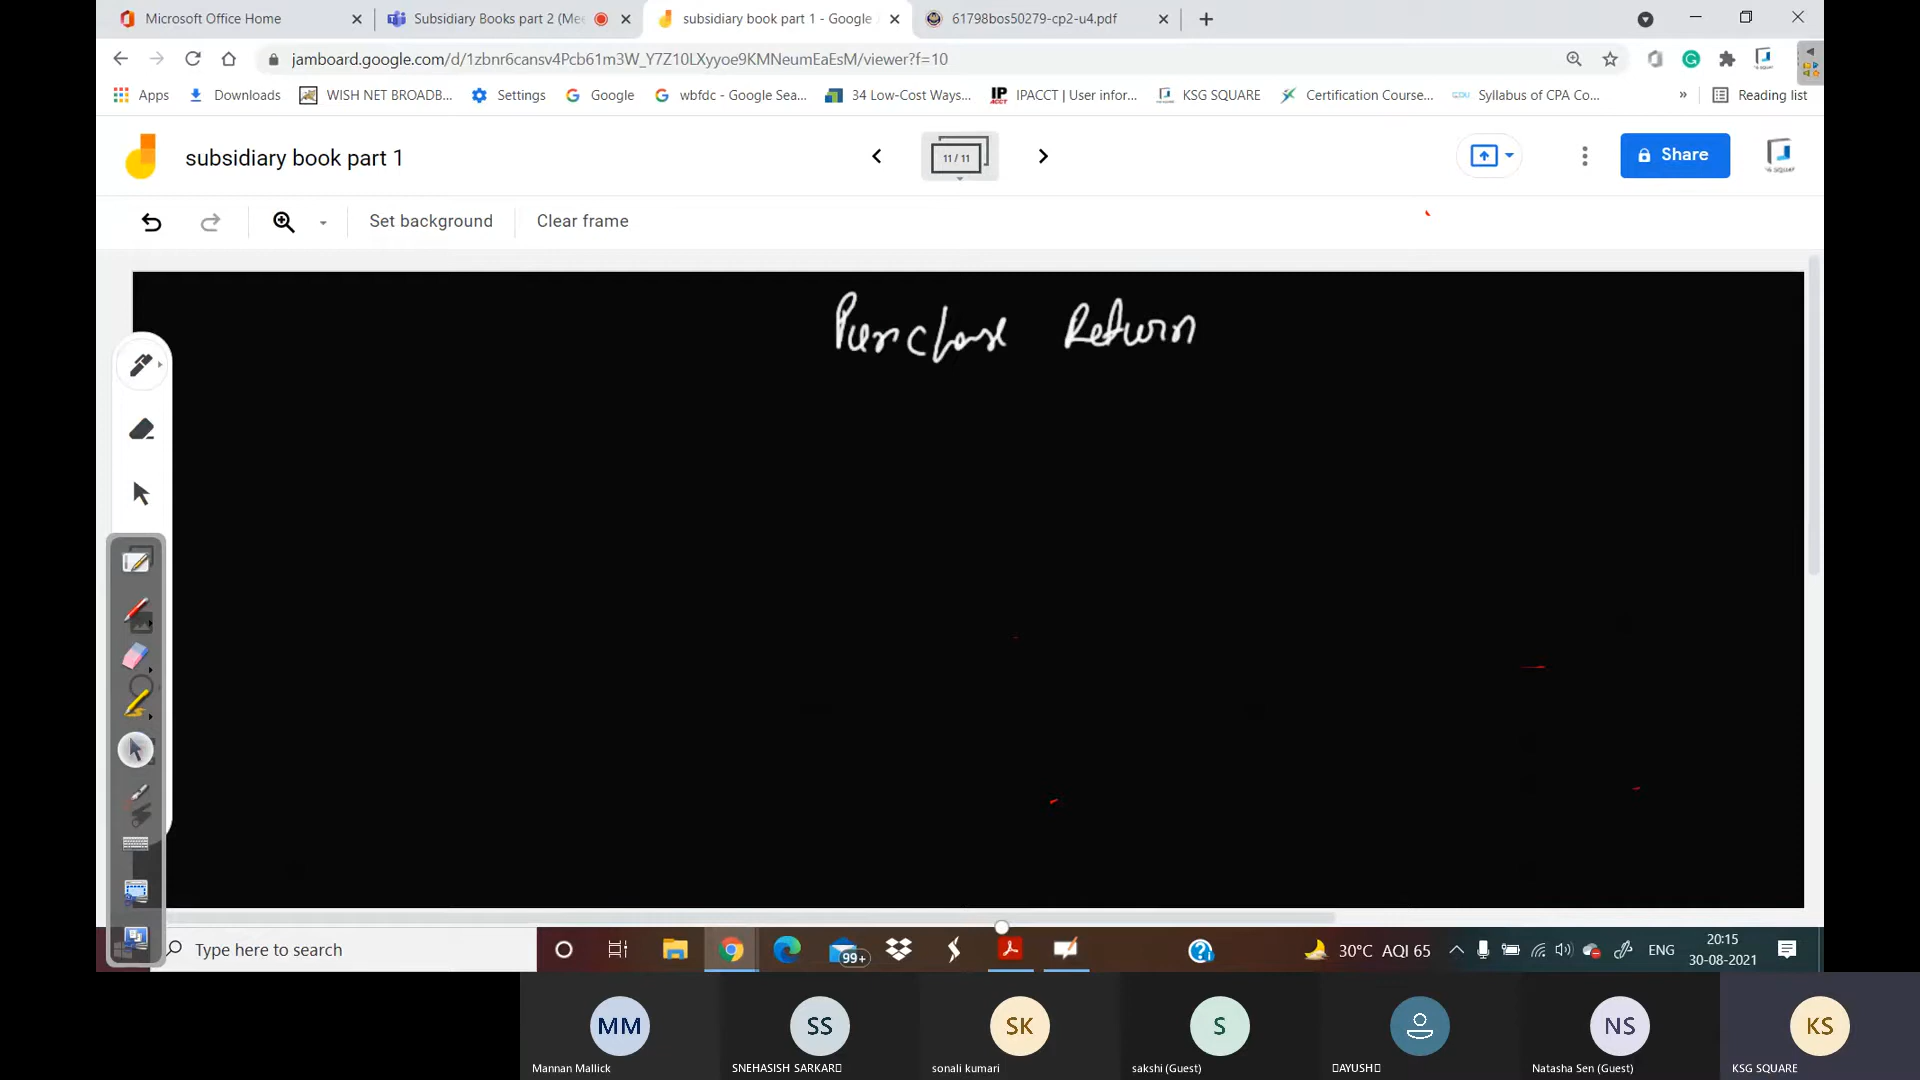 Microsoft Office Home
Subsidiary Books part 2 (Mee
subsidiary book part 1 - Google
61798bos50279-cp2-u4.pdf
jamboard.google.com/d/1zbnr6cansv4Pcb61m3W_Y7Z10LXyyoe9KMNeumEaEsM/viewer?f=10
Apps Downloads WISH NET BROADB... Settings Google wbfdc - Google Sea... 34 Low-Cost Ways... IPACCT | User infor... KSG SQUARE Certification Course... Syllabus of CPA Co... » Reading list
subsidiary book part 1
11 / 11
Share
Set background Clear frame
Purchase Return
Type here to search
99+
30°C AQI 65
ENG
20:15
30-08-2021
MM SS SK S NS KS
Mannan Mallick SNEHASISH SARKAR sonali kumari sakshi (Guest) AYUSH Natasha Sen (Guest) KSG SQUARE